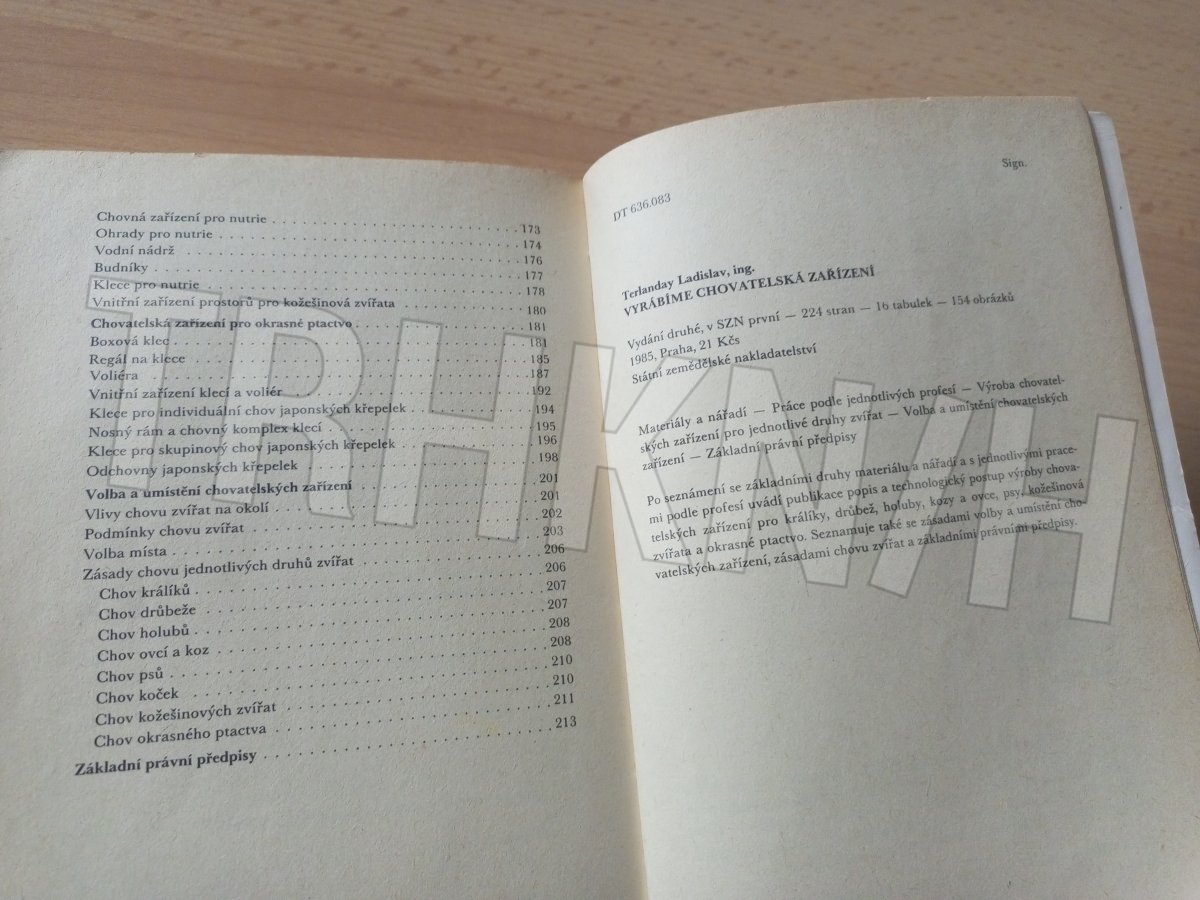 Chovná zařízení pro nutrie . . . . . . . . . . . . . . . . . . . . 173
Ohrady pro nutrie . . . . . . . . . . . . . . . . . . . . 174
Vodní nádrž . . . . . . . . . . . . . . . . . . . . 176
Budníky . . . . . . . . . . . . . . . . . . . . 177
Klece pro nutrie . . . . . . . . . . . . . . . . . . . . 178
Vnitřní zařízení prostorů pro kožešinová zvířata . . . . . . . . . . 180
Chovatelská zařízení pro okrasné ptactvo . . . . . . . . . . . . 181
Boxová klec . . . . . . . . . . . . . . . . . . . . 181
Regál na klece . . . . . . . . . . . . . . . . . . . . 185
Voliéra . . . . . . . . . . . . . . . . . . . . 187
Vnitřní zařízení klecí a voliér . . . . . . . . . . . . . . . . 192
Klece pro individuální chov japonských křepelek . . . . . . . . . . 194
Nosný rám a chovný komplex klecí . . . . . . . . . . . . . . 195
Klece pro skupinový chov japonských křepelek . . . . . . . . . . 196
Odchovny japonských křepelek . . . . . . . . . . . . . . . . 198
Volba a umístění chovatelských zařízení . . . . . . . . . . . . 201
Vlivy chovu zvířat na okolí . . . . . . . . . . . . . . . . . . 201
Podmínky chovu zvířat . . . . . . . . . . . . . . . . . . . . 202
Volba místa . . . . . . . . . . . . . . . . . . . . 203
Zásady chovu jednotlivých druhů zvířat . . . . . . . . . . . . 206
Chov králíků . . . . . . . . . . . . . . . . . . . . 206
Chov drůbeže . . . . . . . . . . . . . . . . . . . . 207
Chov holubů . . . . . . . . . . . . . . . . . . . . 207
Chov ovcí a koz . . . . . . . . . . . . . . . . . . . . 208
Chov psů . . . . . . . . . . . . . . . . . . . . 208
Chov koček . . . . . . . . . . . . . . . . . . . . 210
Chov kožešinových zvířat . . . . . . . . . . . . . . . . . . 210
Chov okrasného ptactva . . . . . . . . . . . . . . . . . . 211
Základní právní předpisy . . . . . . . . . . . . . . . . . . 213
Sign.
DT 636.083
Terlanday Ladislav, ing.
VYRÁBÍME CHOVATELSKÁ ZAŘÍZENÍ
Vydání druhé, v SZN první — 224 stran — 16 tabulek — 154 obrázků
1985, Praha, 21 Kčs
Státní zemědělské nakladatelství
Materiály a nářadí — Práce podle jednotlivých profesí — Výroba chovatel-
ských zařízení pro jednotlivé druhy zvířat — Volba a umístění chovatelských
zařízení — Základní právní předpisy
Po seznámení se základními druhy materiálu a nářadí a s jednotlivými prace-
mi podle profesí uvádí publikace popis a technologický postup výroby chova-
telských zařízení pro králíky, drůbež, holuby, kozy a ovce, psy, kožešinová
zvířata a okrasné ptactvo. Seznamuje také se zásadami volby a umístění cho-
vatelských zařízení, zásadami chovu zvířat a základními právními předpisy.
TRHKNIH